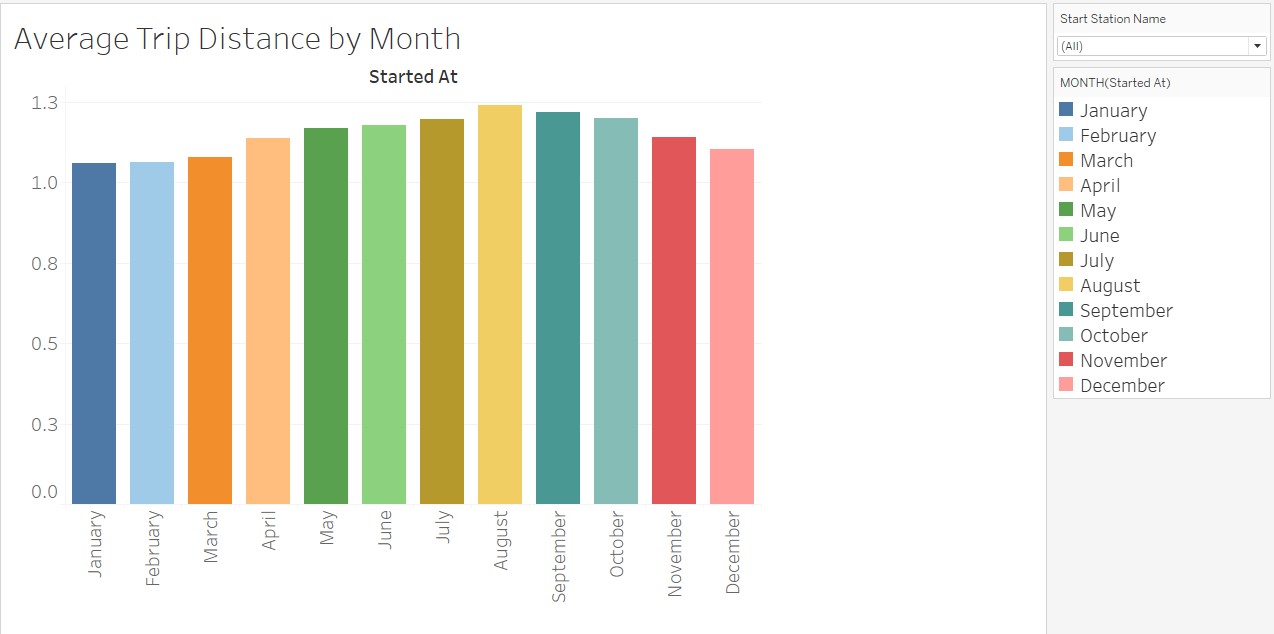 Average Trip Distance by Month
Started At
1.3
1.0
0.8
0.5
0.3
0.0
January
February
March
April
May
June
July
August
September
October
November
December
Start Station Name
(All)
MONTH(Started At)
January
February
March
April
May
June
July
August
September
October
November
December